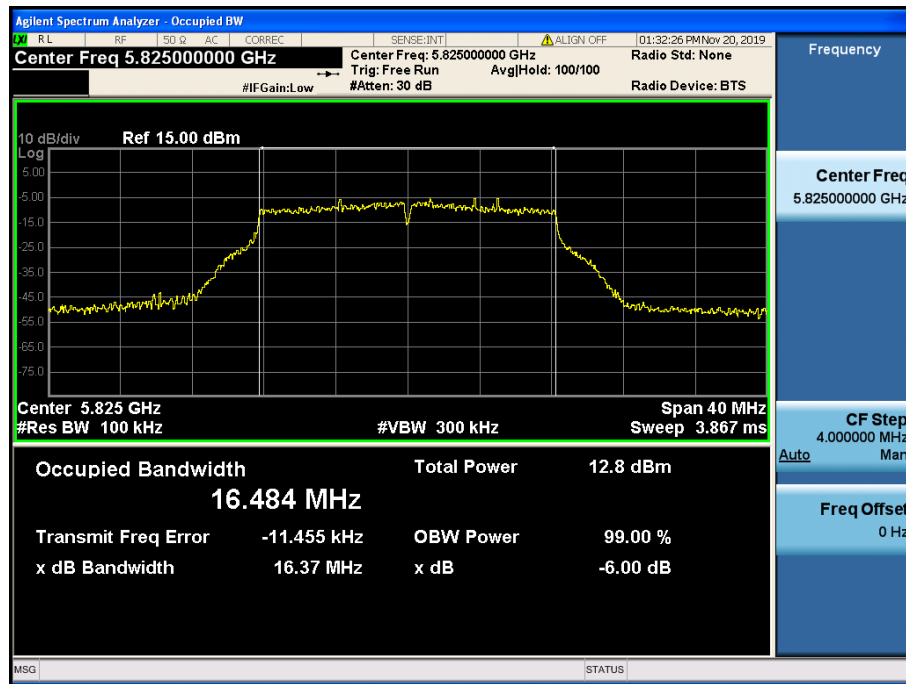 Agilent Spectrum Analyzer - Occupied BW
LXI RL RF 50 Ω AC CORREC SENSE:INT ALIGN OFF 01:32:26 PM Nov 20, 2019
Center Freq 5.825000000 GHz
Center Freq: 5.825000000 GHz
Radio Std: None
Trig: Free Run Avg|Hold: 100/100
#IFGain:Low
#Atten: 30 dB
Radio Device: BTS
10 dB/div Ref 15.00 dBm
Log
5.00
-5.00
-15.0
-25.0
-35.0
-45.0
-55.0
-65.0
-75.0
Center 5.825 GHz Span 40 MHz
#Res BW 100 kHz #VBW 300 kHz Sweep 3.867 ms
Occupied Bandwidth Total Power 12.8 dBm
16.484 MHz
Transmit Freq Error -11.455 kHz OBW Power 99.00 %
x dB Bandwidth 16.37 MHz x dB -6.00 dB
MSG STATUS
Frequency
Center Freq
5.825000000 GHz
CF Step
4.000000 MHz
Auto Man
Freq Offset
0 Hz